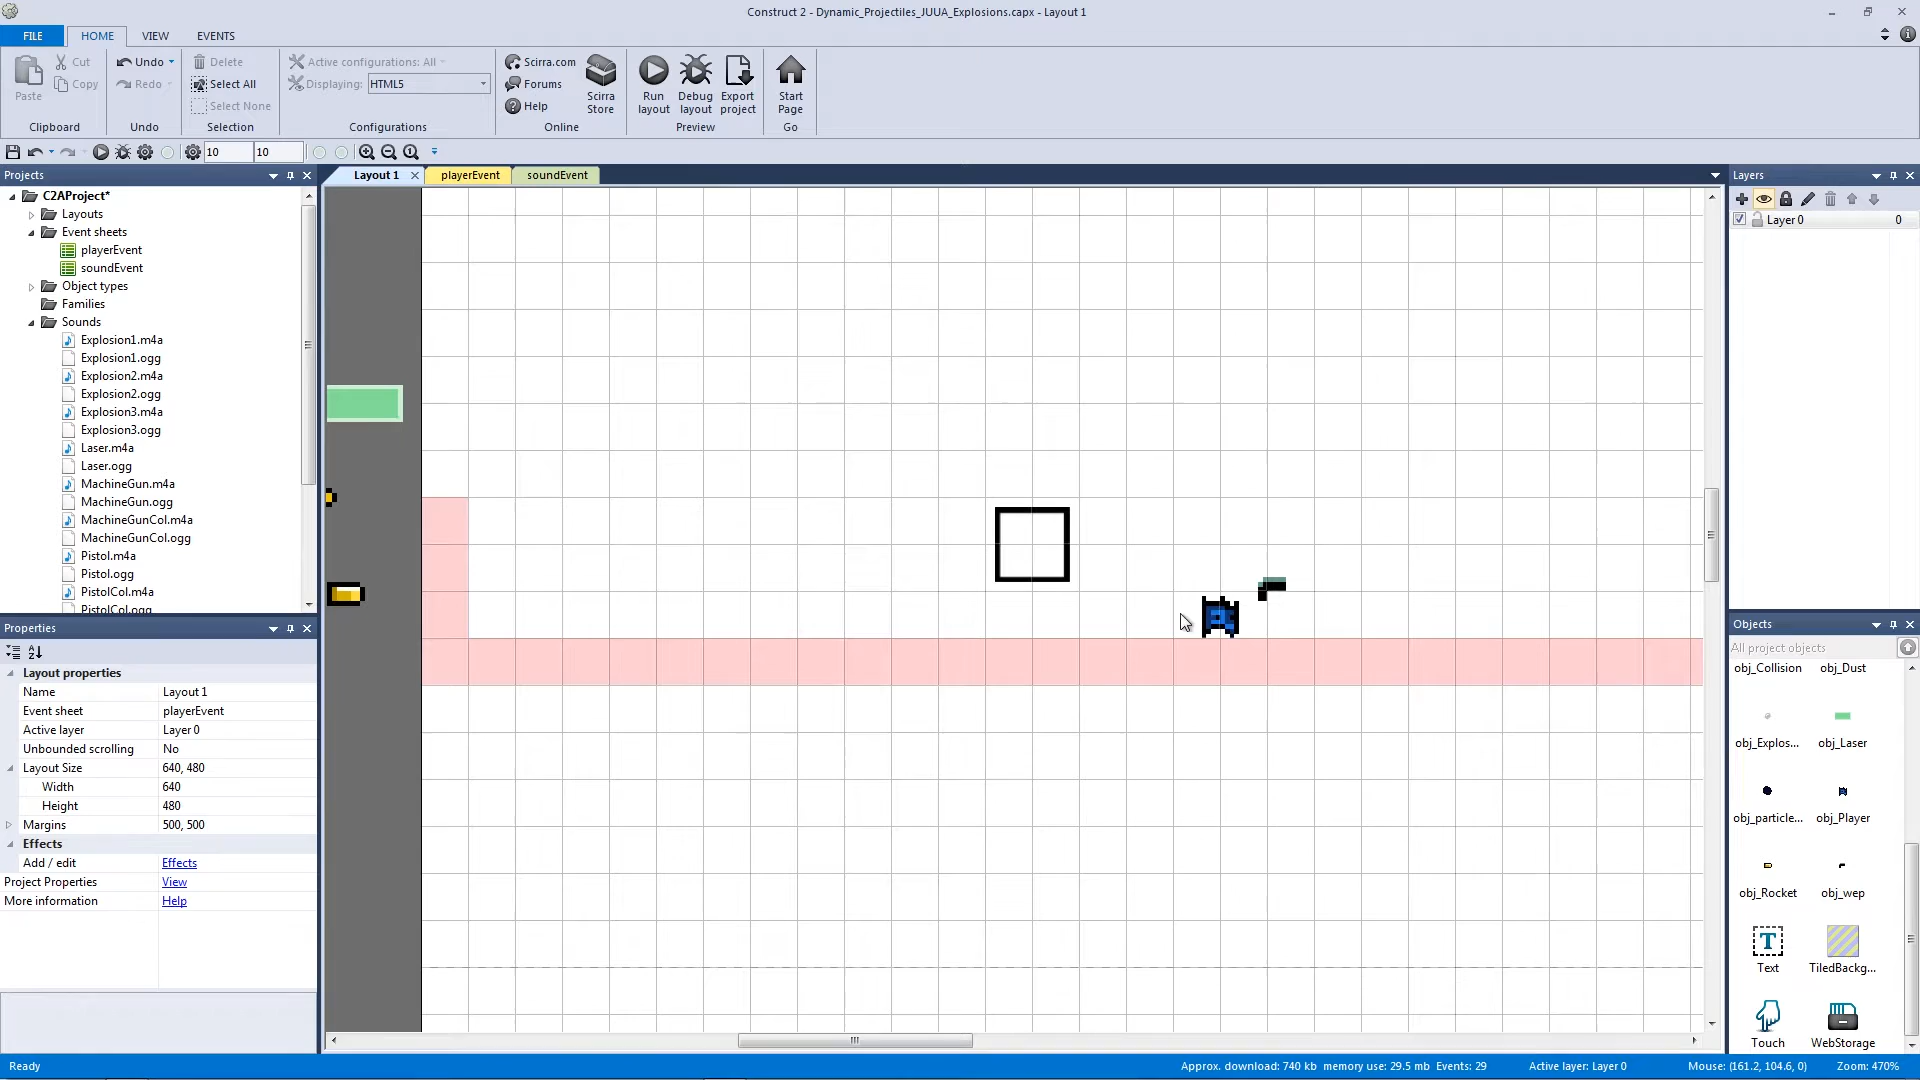 Construct 2 - Dynamic_Projectiles_JUUA_Explosions.capx - Layout 1
FILE HOME VIEW EVENTS
Paste
Cut
Copy
Clipboard
Undo
Redo
Undo
Delete
Select All
Select None
Selection
Active configurations: All
Displaying: HTML5
Configurations
Scirra.com
Forums
Help
Scirra
Store
Online
Run
layout
Debug
layout
Export
project
Preview
Start
Page
Go
10 10
Projects
C2AProject*
Layouts
Event sheets
playerEvent
soundEvent
Object types
Families
Sounds
Explosion1.m4a
Explosion1.ogg
Explosion2.m4a
Explosion2.ogg
Explosion3.m4a
Explosion3.ogg
Laser.m4a
Laser.ogg
MachineGun.m4a
MachineGun.ogg
MachineGunCol.m4a
MachineGunCol.ogg
Pistol.m4a
Pistol.ogg
PistolCol.m4a
PistolCol.ogg
Properties
Layout properties
Name Layout 1
Event sheet playerEvent
Active layer Layer 0
Unbounded scrolling No
Layout Size 640, 480
Width 640
Height 480
Margins 500, 500
Effects
Add / edit Effects
Project Properties View
More information Help
Layout 1 playerEvent soundEvent
Layers
Layer 0 0
Objects
All project objects
obj_Collision obj_Dust
obj_Explos... obj_Laser
obj_particle... obj_Player
obj_Rocket obj_wep
Text TiledBackg...
Touch WebStorage
Ready
Approx. download: 740 kb memory use: 29.5 mb Events: 29 Active layer: Layer 0 Mouse: (161.2, 104.6, 0) Zoom: 470%